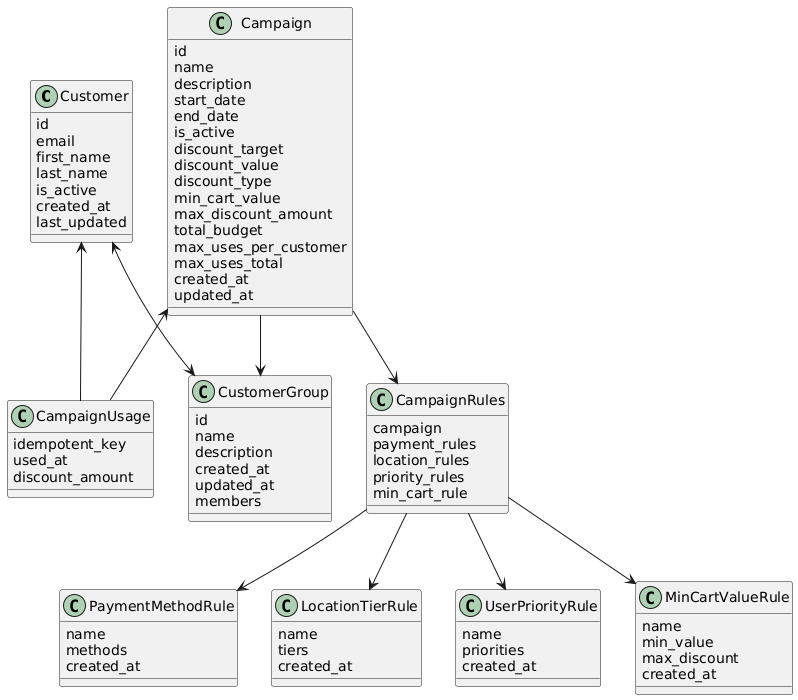 C Campaign
id
name
description
start_date
end_date
is_active
discount_target
discount_value
discount_type
min_cart_value
max_discount_amount
total_budget
max_uses_per_customer
max_uses_total
created_at
updated_at
C Customer
id
email
first_name
last_name
is_active
created_at
last_updated
C CampaignUsage
idempotent_key
used_at
discount_amount
C CustomerGroup
id
name
description
created_at
updated_at
members
C CampaignRules
campaign
payment_rules
location_rules
priority_rules
min_cart_rule
C PaymentMethodRule
name
methods
created_at
C LocationTierRule
name
tiers
created_at
C UserPriorityRule
name
priorities
created_at
C MinCartValueRule
name
min_value
max_discount
created_at